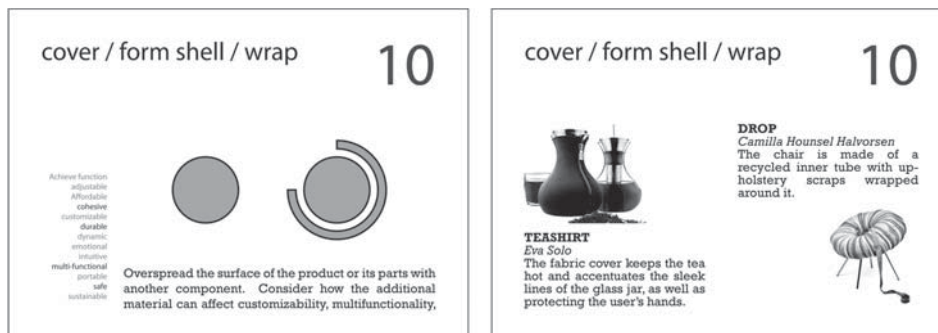 cover / form shell / wrap
10
Achieve function
adjustable
Affordable
cohesive
customizable
durable
dynamic
emotional
intuitive
multi-functional
portable
safe
sustainable
Overspread the surface of the product or its parts with
another component. Consider how the additional
material can affect customizability, multifunctionality,
cover / form shell / wrap
10
TEASHIRT
Eva Solo
The fabric cover keeps the tea
hot and accentuates the sleek
lines of the glass jar, as well as
protecting the user's hands.
DROP
Camilla Hounsel Halvorsen
The chair is made of a
recycled inner tube with up-
holstery scraps wrapped
around it.